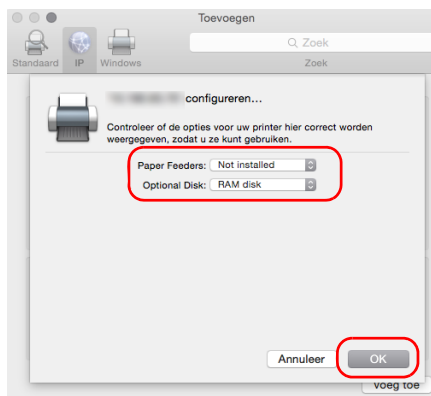 Toevoegen
Zoek
Standaard IP Windows Zoek
configureren...
Controleer of de opties voor uw printer hier correct worden
weergegeven, zodat u ze kunt gebruiken.
Paper Feeders: Not installed
Optional Disk: RAM disk
Annuleer OK
Voeg toe